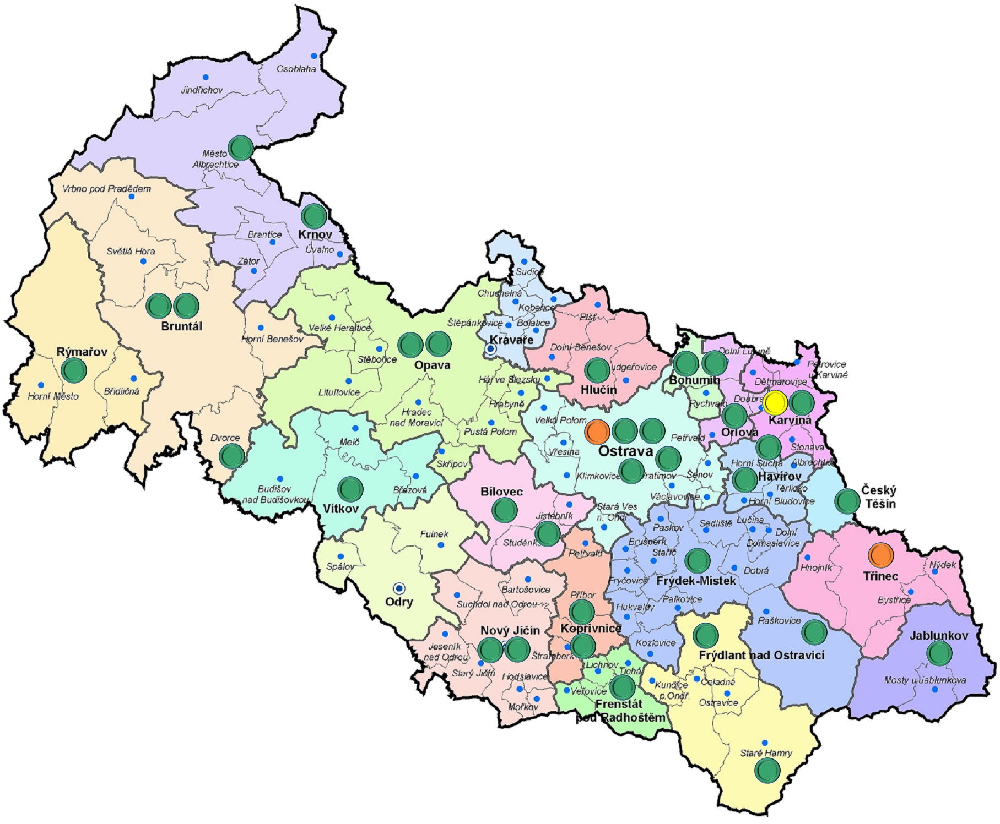 Osoblaha
Jindřichov
Město
Albrechtice
Vrbno pod Pradědem
Brantice
Krnov
Úvalno
Světlá Hora
Zátor
Sudice
Chuchelná
Kobeřice
Píšť
Štěpánkovice
Bolatice
Kravaře
Bruntál
Velké Heraltice
Horní Benešov
Dolní Benešov
Rýmařov
Stěbořice
Opava
Dolní Lutyně
Petrovice
u Karviné
udgeřovice
Háj ve Slezsku
Bohumín
Dětmarovice
Horní Město
Břidličná
Litultovice
Hlučín
Hrabyně
Rychvald
Doubra
Hradec
nad Moravicí
Velká Polom
Karviná
Pustá Polom
Orlová
Dvorce
Melč
Petřvald
Stonava
Vřesina
Ostrava
Skřipov
Horní Suchá
Albrechtice
Klimkovice
Vratimov
Šenov
Havířov
Budišov
nad Budišovkou
Březová
Bílovec
Těrlicko
Český
Těšín
Václavovice
Horní Bludovice
Vítkov
Stará Ves
n. Ondř.
Jistebník
Lučina
Sedliště
Paskov
Dolní
Domaslavice
Fulnek
Studénk
Brušperk
Staříč
Petřvald
Spálov
Hnojník
Nýdek
Dobrá
Třinec
Fryčovice
Frýdek-Místek
Bartošovice
Příbor
Odry
Suchdol nad Odrou
Hukvaldy
Palkovice
Bystřice
Raškovice
Nový Jičín
Kopřivnice
Jablunkov
Kozlovice
Jeseník
nad Odrou
Štramberk
Frýdlant nad Ostravicí
Starý Jičín
Hodslavice
Lichnov
Tichá
Kunčice
p.Ondř.
Čeladná
Mosty u Jablunkova
Veřovice
Ostravice
Mořkov
Frenštát
pod Radhoštěm
Staré Hamry